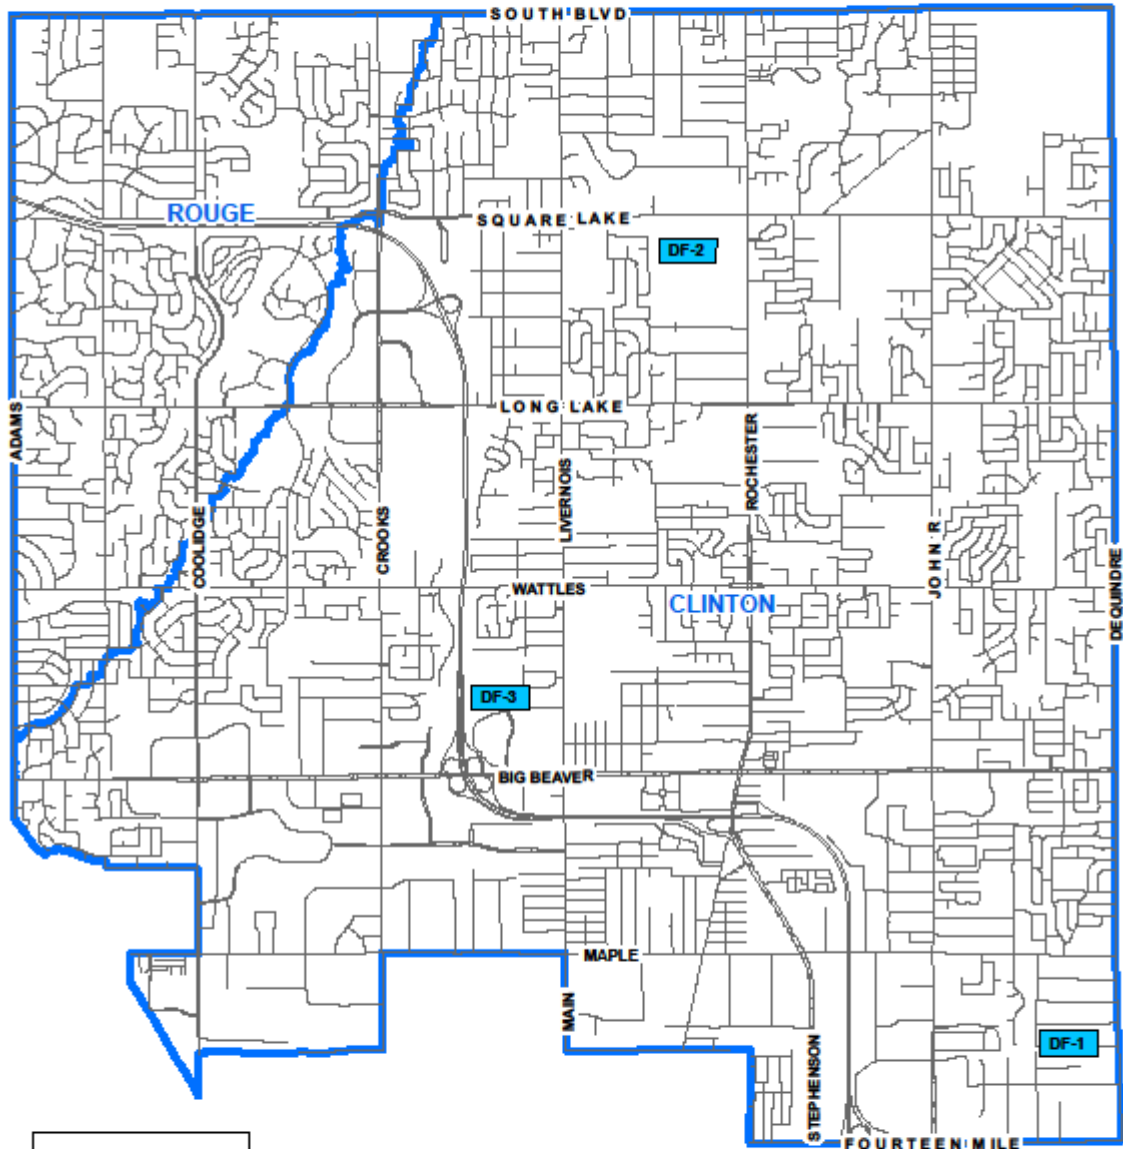 SOUTH BLVD
ROUGE
SQUARE LAKE
DF-2
LONG LAKE
ADAMS
ROCHESTER
LIVERNOIS
COOLIDGE
CROOKS
JOHN R
DEQUINDRE
WATTLES
CLINTON
DF-3
BIG BEAVER
MAPLE
MAIN
STEPHENSON
DF-1
FOURTEEN MILE